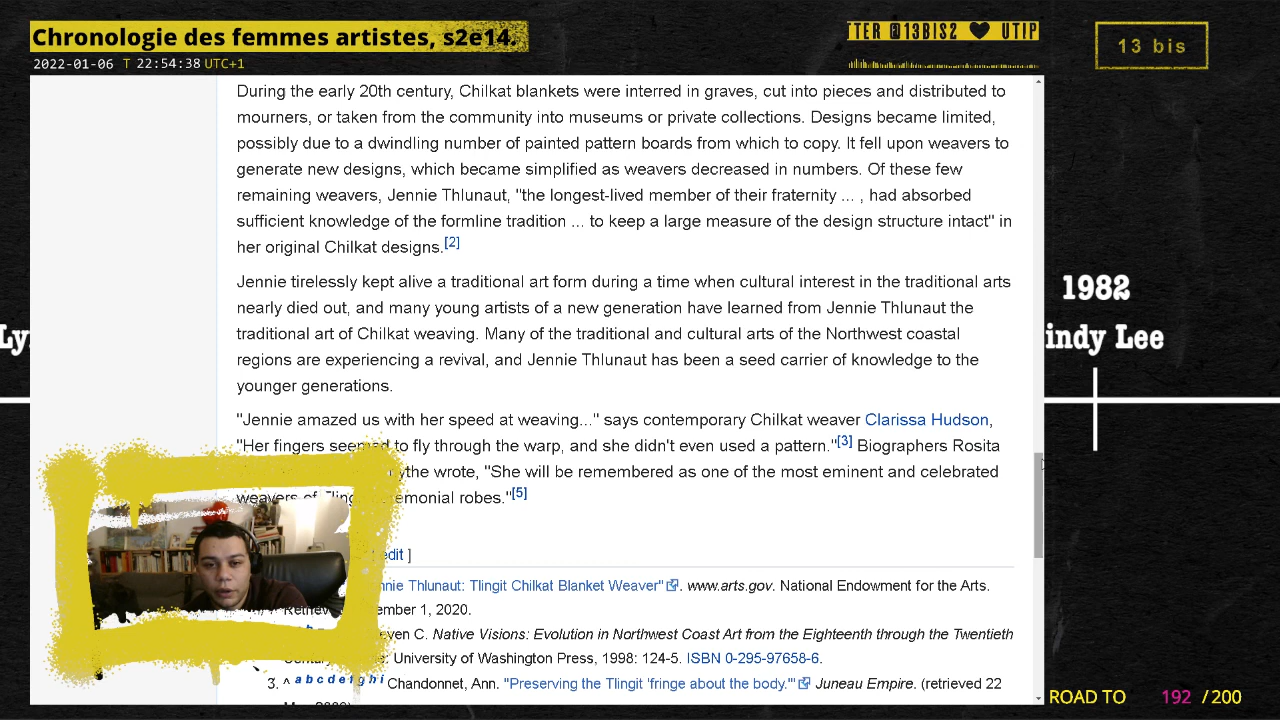 Chronologie des femmes artistes, s2e14.
2022-01-06 T 22:54:38 UTC+1
TER @13BIS2 ♥ UTIP
13 bis
During the early 20th century, Chilkat blankets were interred in graves, cut into pieces and distributed to
mourners, or taken from the community into museums or private collections. Designs became limited,
possibly due to a dwindling number of painted pattern boards from which to copy. It fell upon weavers to
generate new designs, which became simplified as weavers decreased in numbers. Of these few
remaining weavers, Jennie Thlunaut, "the longest-lived member of their fraternity ... , had absorbed
sufficient knowledge of the formline tradition ... to keep a large measure of the design structure intact" in
her original Chilkat designs.[2]
Jennie tirelessly kept alive a traditional art form during a time when cultural interest in the traditional arts
nearly died out, and many young artists of a new generation have learned from Jennie Thlunaut the
traditional art of Chilkat weaving. Many of the traditional and cultural arts of the Northwest coastal
regions are experiencing a revival, and Jennie Thlunaut has been a seed carrier of knowledge to the
younger generations.
"Jennie amazed us with her speed at weaving..." says contemporary Chilkat weaver Clarissa Hudson,
"Her fingers seemed to fly through the warp, and she didn't even used a pattern."[3] Biographers Rosita
ythe wrote, "She will be remembered as one of the most eminent and celebrated
weavers of Tlingit ceremonial robes."[5]
edit ]
nnie Thlunaut: Tlingit Chilkat Blanket Weaver". www.arts.gov. National Endowment for the Arts.
ember 1, 2020.
even C. Native Visions: Evolution in Northwest Coast Art from the Eighteenth through the Twentieth
: University of Washington Press, 1998: 124-5. ISBN 0-295-97658-6.
3. ^ a b c d e f g h i Chandonnet, Ann. "Preserving the Tlingit 'fringe about the body.'" Juneau Empire. (retrieved 22
Ly
1982
indy Lee
ROAD TO 192 / 200